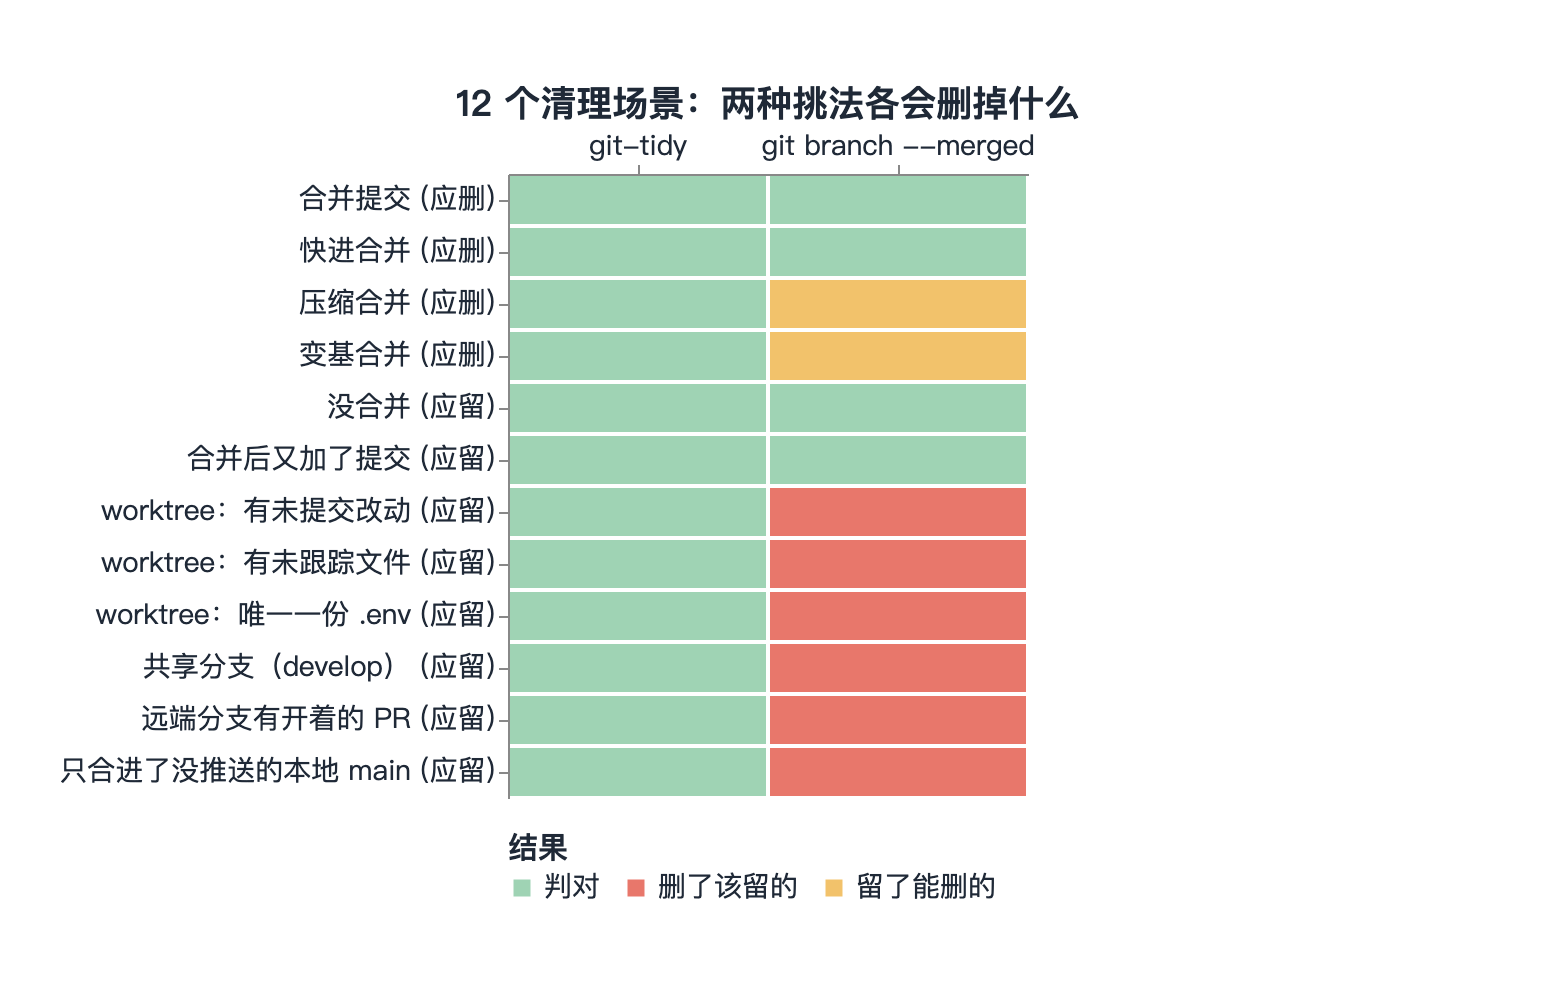 12 个清理场景：两种挑法各会删掉什么
git-tidy
git branch --merged
合并提交 (应删)
快进合并 (应删)
压缩合并 (应删)
变基合并 (应删)
没合并 (应留)
合并后又加了提交 (应留)
worktree：有未提交改动 (应留)
worktree：有未跟踪文件 (应留)
worktree：唯一一份 .env (应留)
共享分支（develop） (应留)
远端分支有开着的 PR (应留)
只合进了没推送的本地 main (应留)
结果
判对
删了该留的
留了能删的